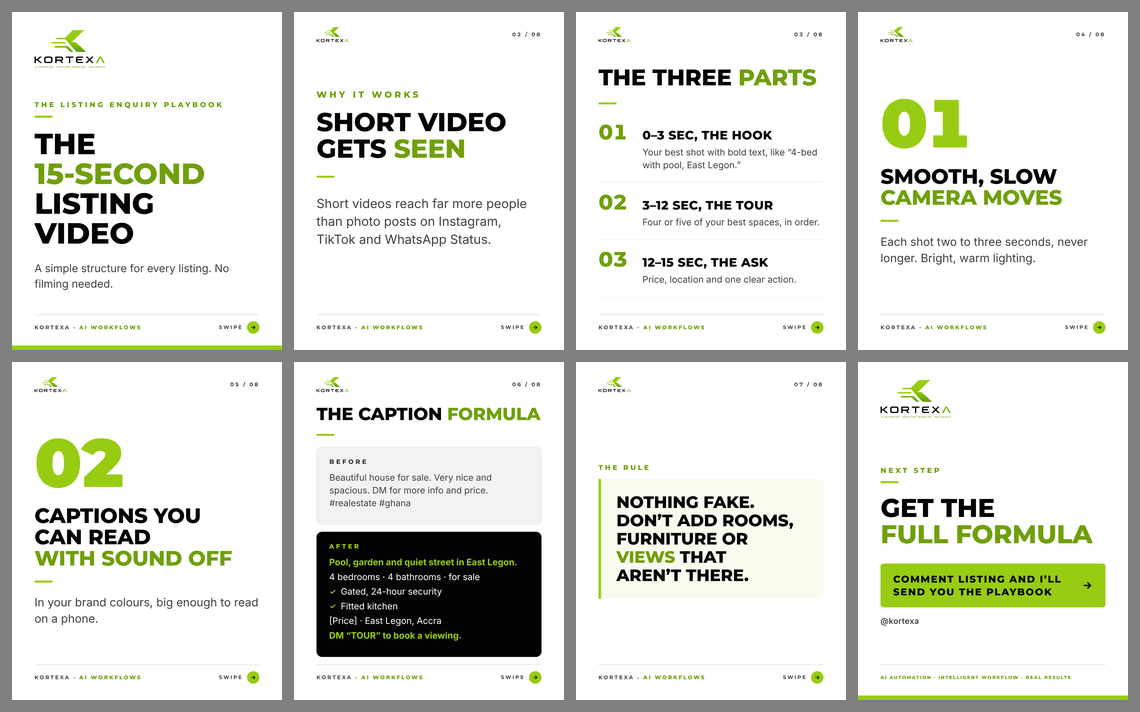 KORTEXA
THE LISTING ENQUIRY PLAYBOOK
THE
15-SECOND
LISTING
VIDEO
A simple structure for every listing. No
filming needed.
KORTEXA · AI WORKFLOWS
SWIPE
KORTEXA
02 / 08
WHY IT WORKS
SHORT VIDEO
GETS SEEN
Short videos reach far more people
than photo posts on Instagram,
TikTok and WhatsApp Status.
KORTEXA · AI WORKFLOWS
SWIPE
KORTEXA
03 / 08
THE THREE PARTS
01
0–3 SEC, THE HOOK
Your best shot with bold text, like “4-bed
with pool, East Legon.”
02
3–12 SEC, THE TOUR
Four or five of your best spaces, in order.
03
12–15 SEC, THE ASK
Price, location and one clear action.
KORTEXA · AI WORKFLOWS
SWIPE
KORTEXA
04 / 08
01
SMOOTH, SLOW
CAMERA MOVES
Each shot two to three seconds, never
longer. Bright, warm lighting.
KORTEXA · AI WORKFLOWS
SWIPE
KORTEXA
05 / 08
02
CAPTIONS YOU
CAN READ
WITH SOUND OFF
In your brand colours, big enough to read
on a phone.
KORTEXA · AI WORKFLOWS
SWIPE
KORTEXA
06 / 08
THE CAPTION FORMULA
BEFORE
Beautiful house for sale. Very nice and
spacious. DM for more info and price.
#realestate #ghana
AFTER
Pool, garden and quiet street in East Legon.
4 bedrooms · 4 bathrooms · for sale
✓ Gated, 24-hour security
✓ Fitted kitchen
[Price] · East Legon, Accra
DM “TOUR” to book a viewing.
KORTEXA · AI WORKFLOWS
SWIPE
KORTEXA
07 / 08
THE RULE
NOTHING FAKE.
DON’T ADD ROOMS,
FURNITURE OR
VIEWS THAT
AREN’T THERE.
KORTEXA · AI WORKFLOWS
SWIPE
KORTEXA
NEXT STEP
GET THE
FULL FORMULA
COMMENT LISTING AND I’LL
SEND YOU THE PLAYBOOK
@kortexa
AI AUTOMATION · INTELLIGENT WORKFLOW · REAL RESULTS